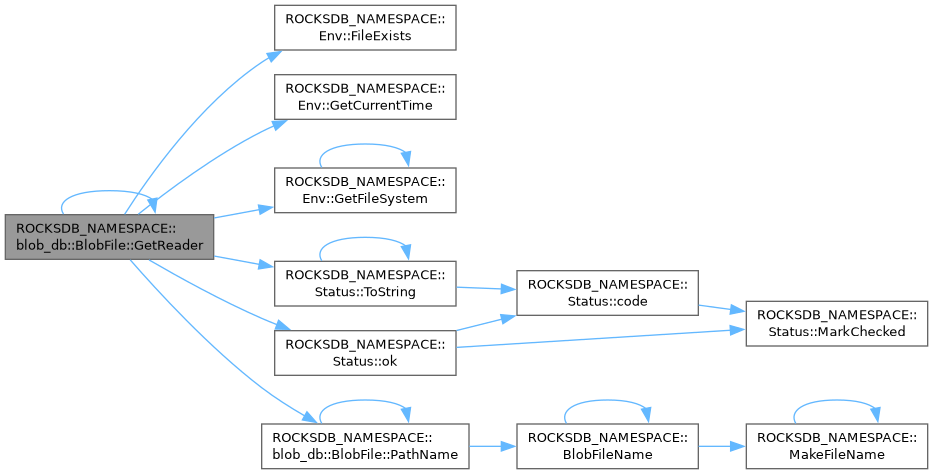 ROCKSDB_NAMESPACE::
Env::FileExists
ROCKSDB_NAMESPACE::
Env::GetCurrentTime
ROCKSDB_NAMESPACE::
Env::GetFileSystem
ROCKSDB_NAMESPACE::
blob_db::BlobFile::GetReader
ROCKSDB_NAMESPACE::
Status::ToString
ROCKSDB_NAMESPACE::
Status::code
ROCKSDB_NAMESPACE::
Status::MarkChecked
ROCKSDB_NAMESPACE::
Status::ok
ROCKSDB_NAMESPACE::
blob_db::BlobFile::PathName
ROCKSDB_NAMESPACE::
BlobFileName
ROCKSDB_NAMESPACE::
MakeFileName